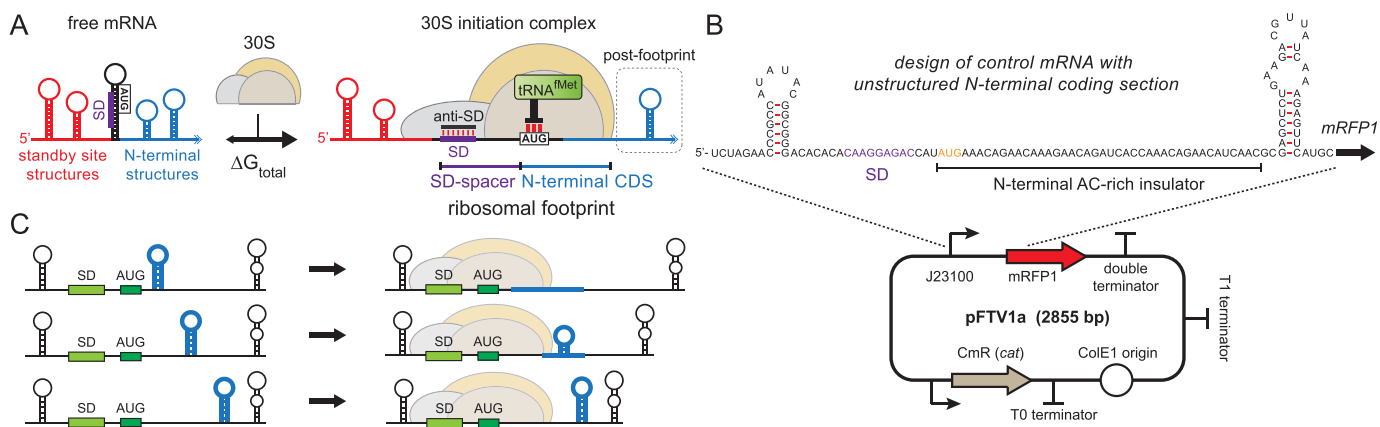 A
free mRNA
30S
SD
AUG
5'
standby site
structures
N-terminal
structures
ΔGtotal
30S initiation complex
post-footprint
tRNAfMet
anti-SD
AUG
5'
SD
SD-spacer
N-terminal CDS
ribosomal footprint
B
design of control mRNA with
unstructured N-terminal coding section
mRFP1
5'- UCUAGAAC GACACACACAAGGAGACCAUAUGAAACAGAACAAAGAACAGAUCACCAAACAGAACAUCAACGCG CAUGC
SD
N-terminal AC-rich insulator
J23100
mRFP1
double
terminator
T1 terminator
pFTV1a (2855 bp)
CmR (cat)
ColE1 origin
T0 terminator
C
SD AUG
SD AUG
SD AUG
SD AUG
SD AUG
SD AUG